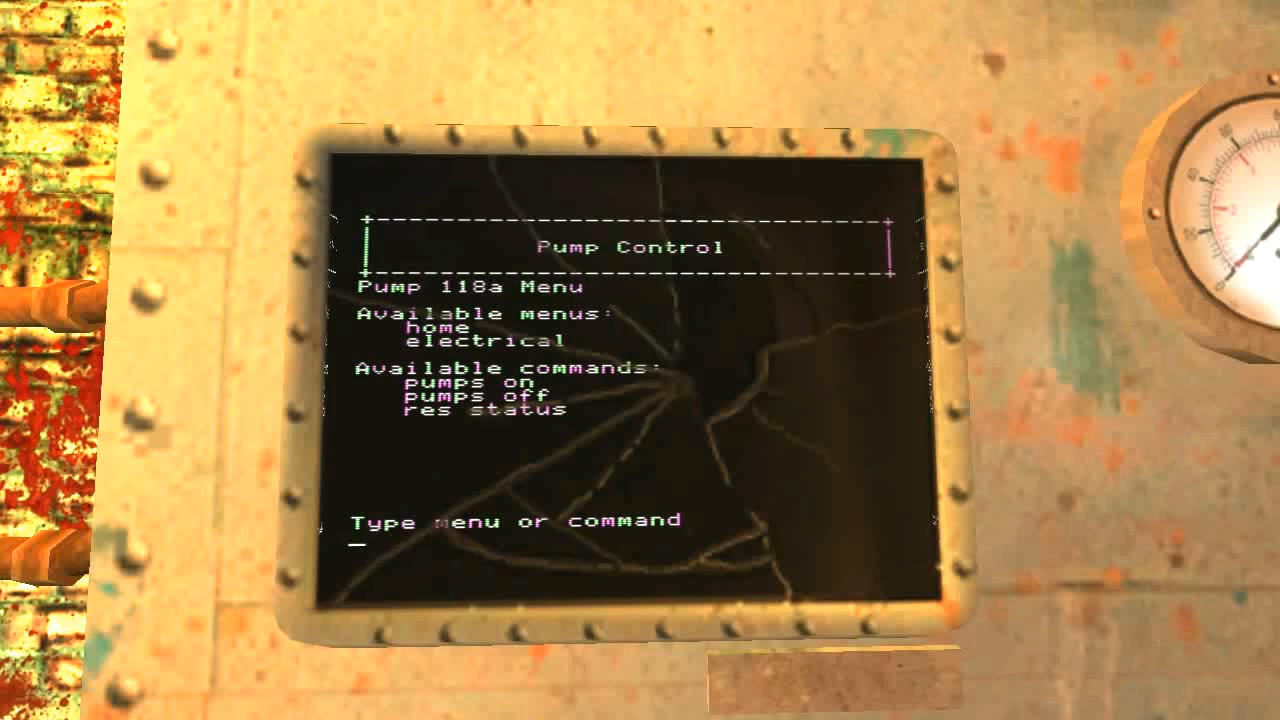 Pump Control
Pump 118a Menu
Available menus:
home
electrical
Available commands:
pumps on
pumps off
res status
Type menu or command